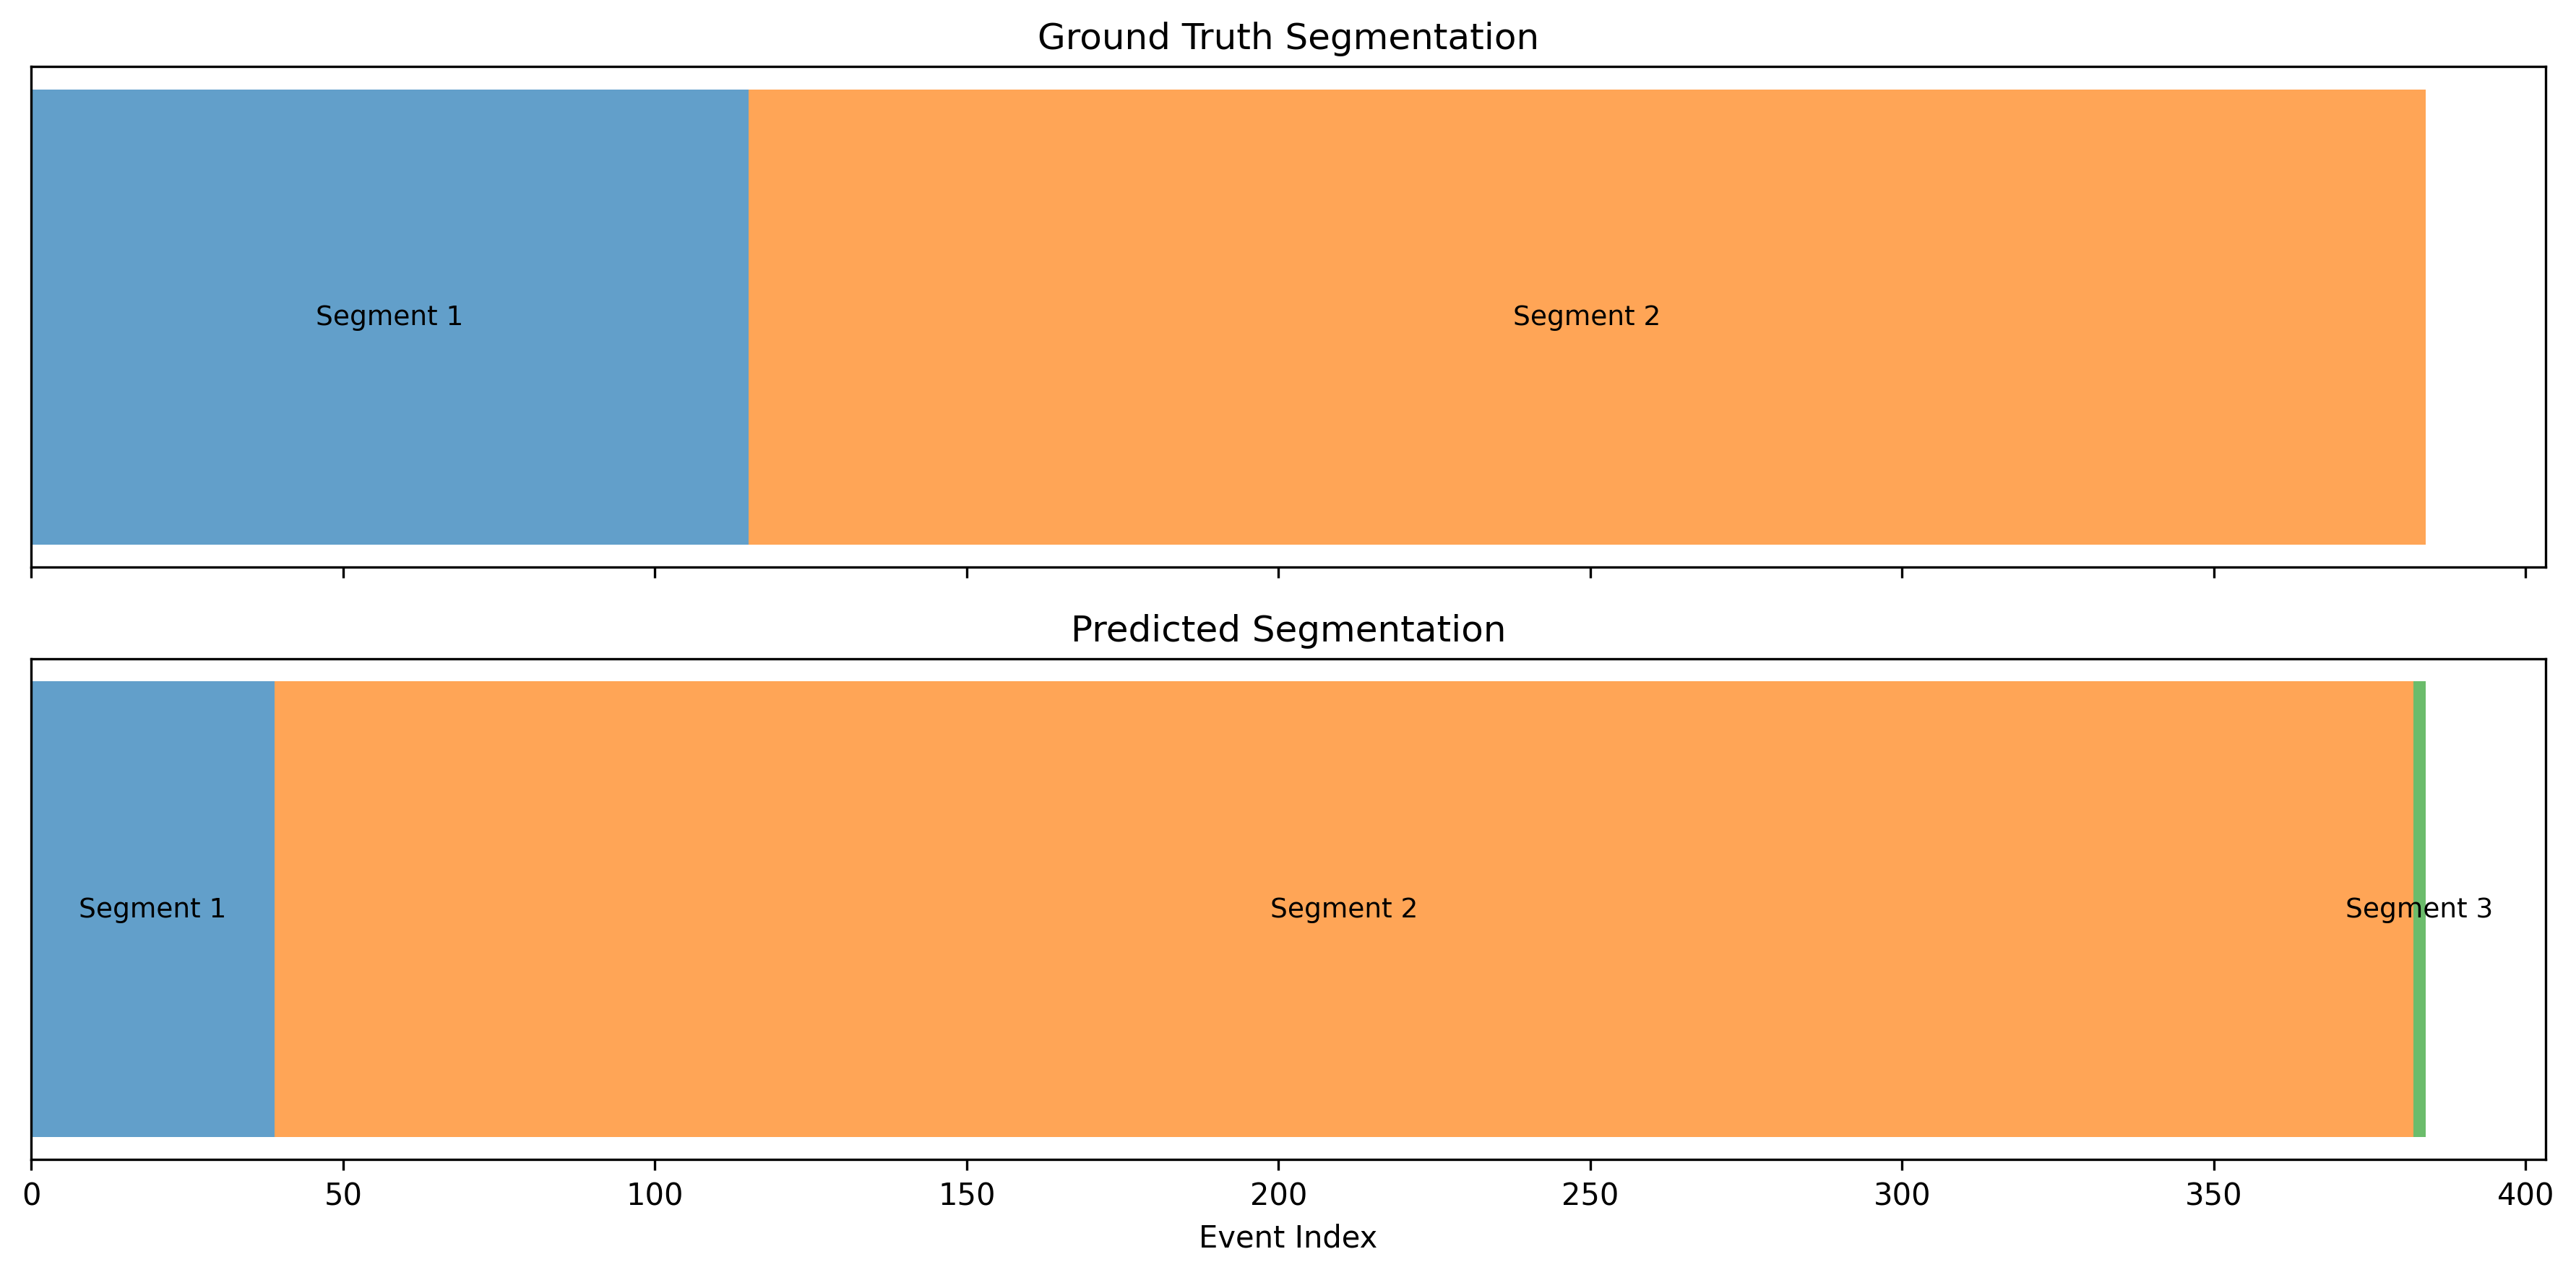 Ground Truth Segmentation
Segment 1
Segment 2
Predicted Segmentation
Segment 1
Segment 2
Segment 3
0 50 100 150 200 250 300 350 400
Event Index